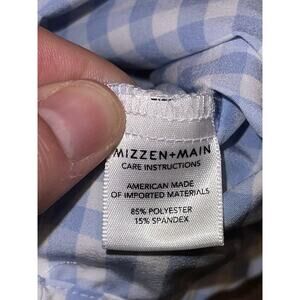 MIZZEN+MAIN
CARE INSTRUCTIONS
AMERICAN MADE
OF IMPORTED MATERIALS
85% POLYESTER
15% SPANDEX